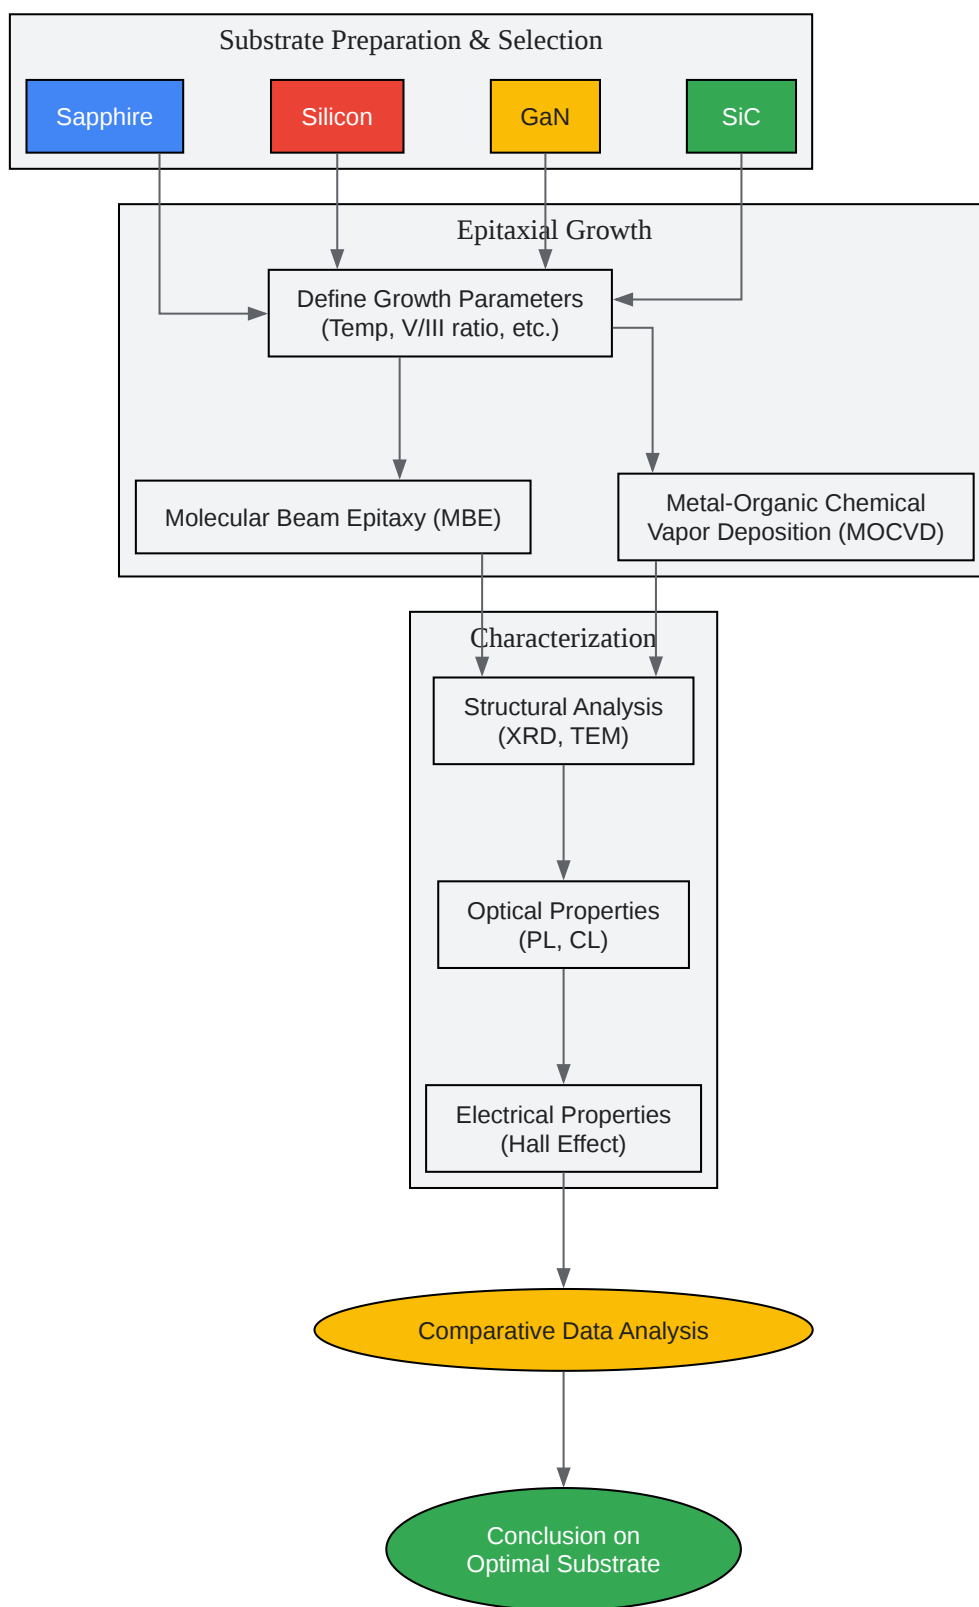 Substrate Preparation & Selection
Sapphire
Silicon
GaN
SiC
Epitaxial Growth
Define Growth Parameters
(Temp, V/III ratio, etc.)
Molecular Beam Epitaxy (MBE)
Metal-Organic Chemical
Vapor Deposition (MOCVD)
Characterization
Structural Analysis
(XRD, TEM)
Optical Properties
(PL, CL)
Electrical Properties
(Hall Effect)
Comparative Data Analysis
Conclusion on
Optimal Substrate